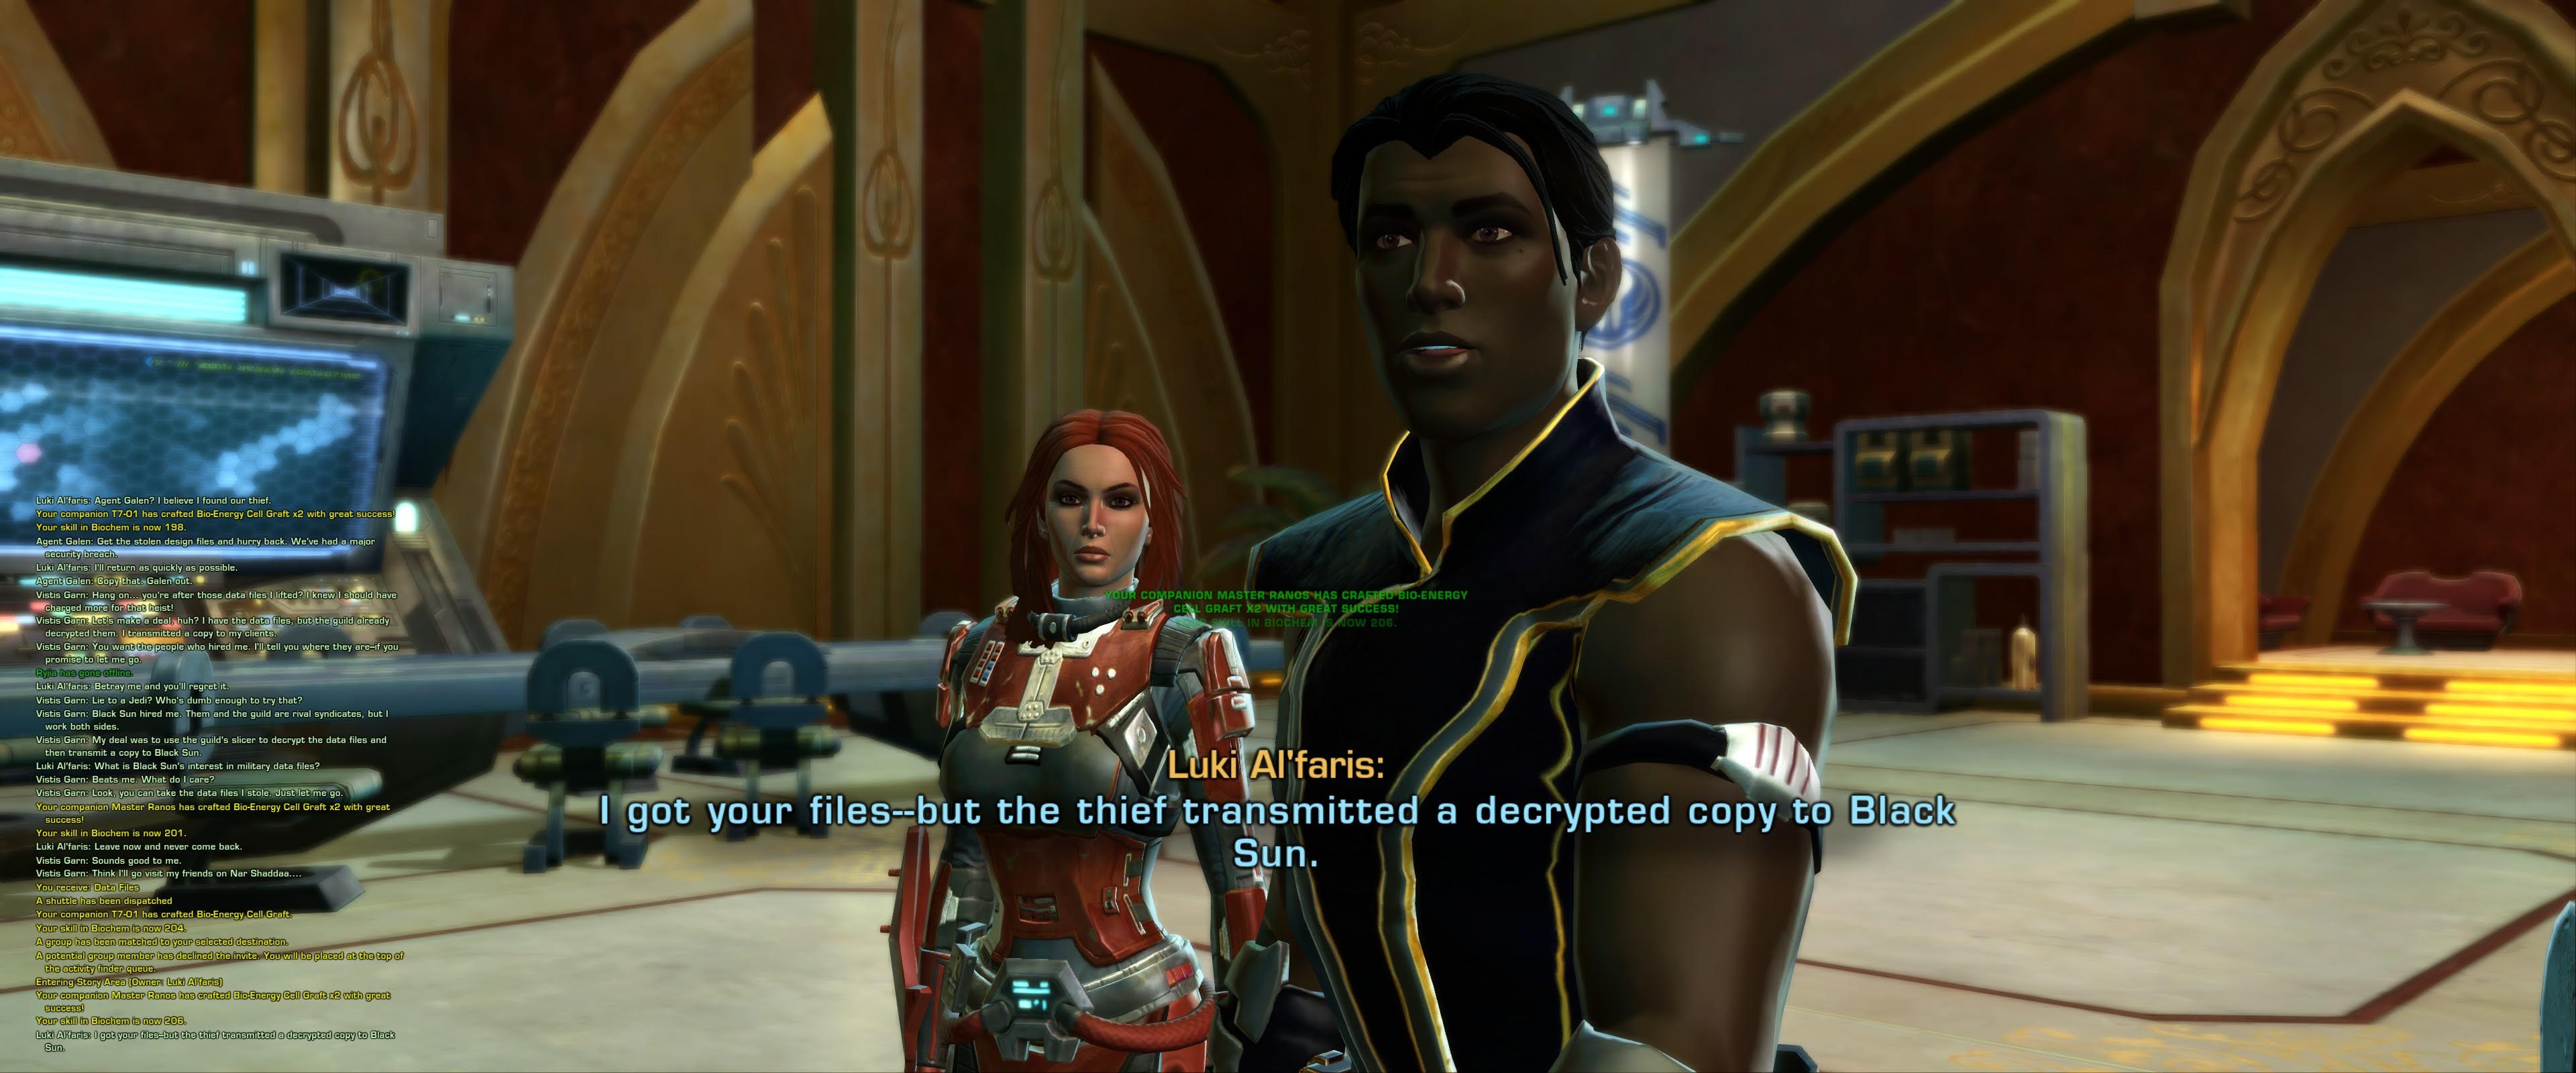 Luki Al'faris: Agent Galen? I believe I found our thief.
Your companion T7-01 has crafted Bio-Energy Cell Graft x2 with great success!
Your skill in Biochem is now 198.
Agent Galen: Get the stolen design files and hurry back. We've had a major
security breach.
Luki Al'faris: I'll return as quickly as possible.
Agent Galen: Copy that. Galen out.
Vistis Garn: Hang on... you're after those data files I lifted? I knew I should have
charged more for that heist!
Vistis Garn: Let's make a deal, huh? I have the data files, but the guild already
decrypted them. I transmitted a copy to my clients.
Vistis Garn: You want the people who hired me. I'll tell you where they are--if you
promise to let me go.
Ryjia has gone offline.
Luki Al'faris: Betray me and you'll regret it.
Vistis Garn: Lie to a Jedi? Who's dumb enough to try that?
Vistis Garn: Black Sun hired me. Them and the guild are rival syndicates, but I
work both sides.
Vistis Garn: My deal was to use the guild's slicer to decrypt the data files and
then transmit a copy to Black Sun.
Luki Al'faris: What is Black Sun's interest in military data files?
Vistis Garn: Beats me. What do I care?
Vistis Garn: Look, you can take the data files I stole. Just let me go.
Your companion Master Ranos has crafted Bio-Energy Cell Graft x2 with great
success!
Your skill in Biochem is now 201.
Luki Al'faris: Leave now and never come back.
Vistis Garn: Sounds good to me.
Vistis Garn: Think I'll go visit my friends on Nar Shaddaa....
You receive: Data Files
A shuttle has been dispatched
Your companion T7-01 has crafted Bio-Energy Cell Graft .
Your skill in Biochem is now 204.
A group has been matched to your selected destination.
A potential group member has declined the invite. You will be placed at the top of
the activity finder queue.
Entering Story Area [Owner: Luki Al'faris]
Your companion Master Ranos has crafted Bio-Energy Cell Graft x2 with great
success!
Your skill in Biochem is now 206.
Luki Al'faris: I got your files--but the thief transmitted a decrypted copy to Black
Sun.
YOUR COMPANION MASTER RANOS HAS CRAFTED BIO-ENERGY
CELL GRAFT X2 WITH GREAT SUCCESS!
YOUR SKILL IN BIOCHEM IS NOW 206.
Luki Al'faris:
I got your files--but the thief transmitted a decrypted copy to Black
Sun.